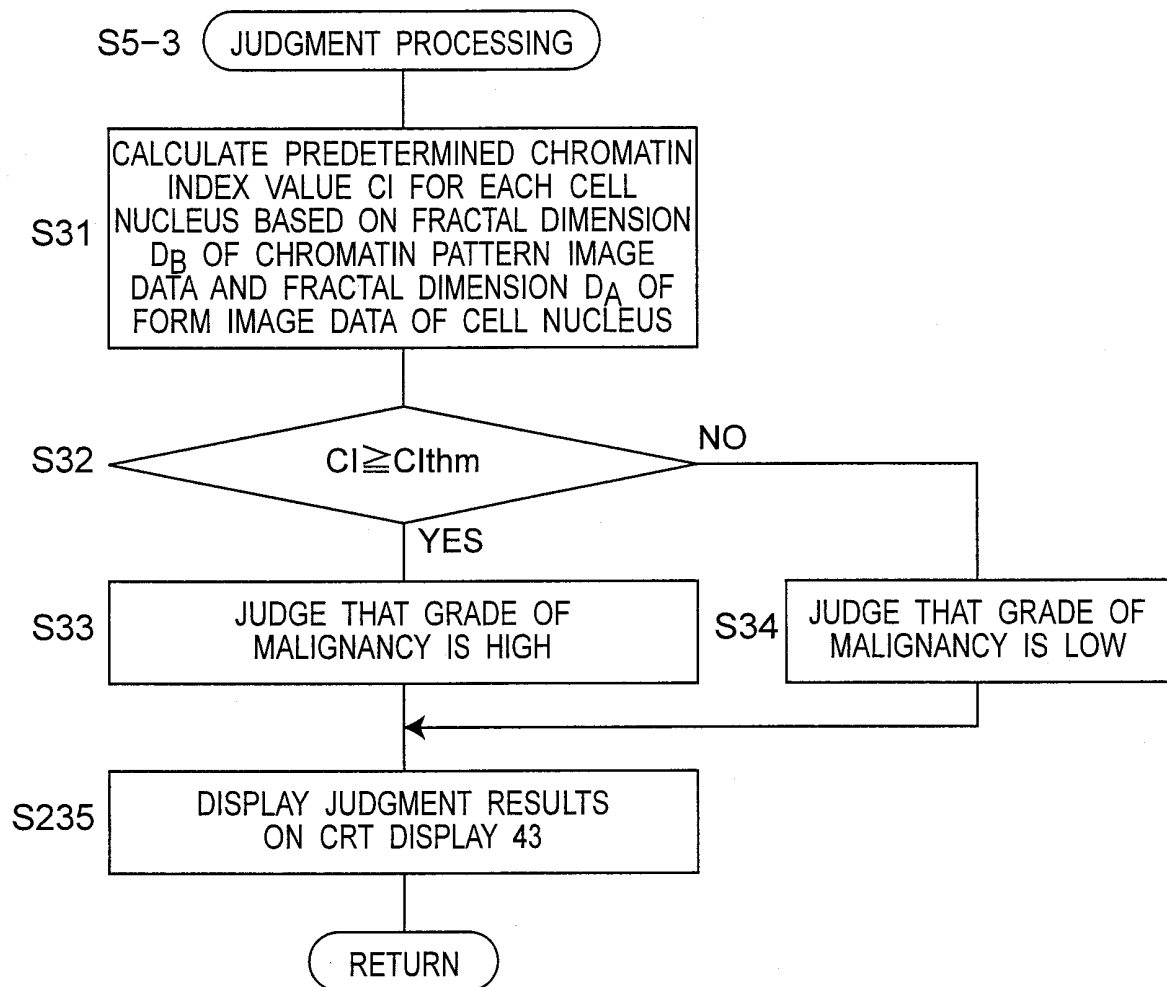 S5-3 JUDGMENT PROCESSING
CALCULATE PREDETERMINED CHROMATIN
INDEX VALUE CI FOR EACH CELL
S31 NUCLEUS BASED ON FRACTAL DIMENSION
DB OF CHROMATIN PATTERN IMAGE
DATA AND FRACTAL DIMENSION DA OF
FORM IMAGE DATA OF CELL NUCLEUS
S32 CI≧CIthm NO
YES
S33 JUDGE THAT GRADE OF
MALIGNANCY IS HIGH
S34 JUDGE THAT GRADE OF
MALIGNANCY IS LOW
S235 DISPLAY JUDGMENT RESULTS
ON CRT DISPLAY 43
RETURN